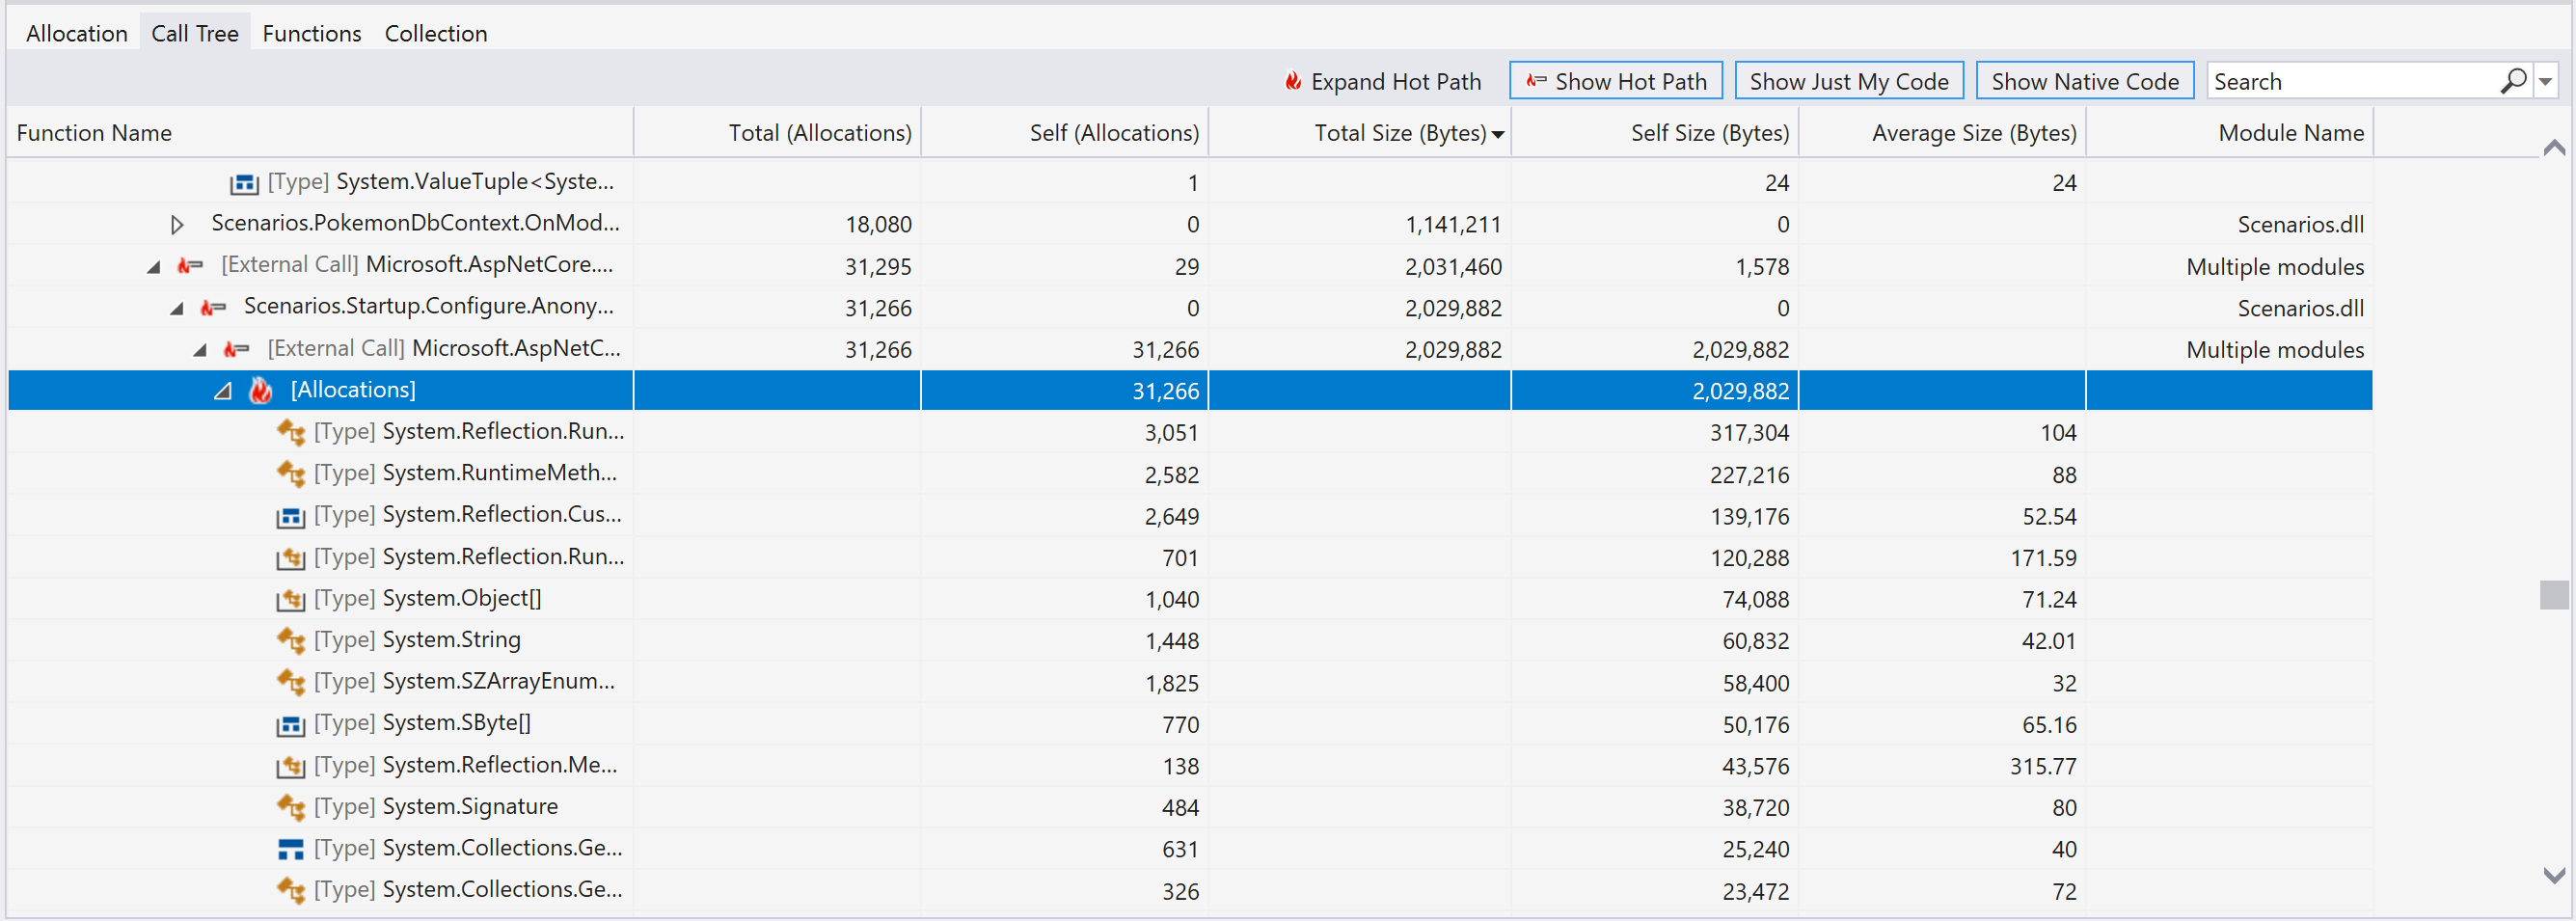 Allocation Call Tree Functions Collection
Expand Hot Path Show Hot Path Show Just My Code Show Native Code Search
Function Name Total (Allocations) Self (Allocations) Total Size (Bytes) Self Size (Bytes) Average Size (Bytes) Module Name
[Type] System.ValueTuple<Syste... 1 24 24
Scenarios.PokemonDbContext.OnMod... 18,080 0 1,141,211 0 Scenarios.dll
[External Call] Microsoft.AspNetCore.... 31,295 29 2,031,460 1,578 Multiple modules
Scenarios.Startup.Configure.Anony... 31,266 0 2,029,882 0 Scenarios.dll
[External Call] Microsoft.AspNetC... 31,266 31,266 2,029,882 2,029,882 Multiple modules
[Allocations] 31,266 2,029,882
[Type] System.Reflection.Run... 3,051 317,304 104
[Type] System.RuntimeMeth... 2,582 227,216 88
[Type] System.Reflection.Cus... 2,649 139,176 52.54
[Type] System.Reflection.Run... 701 120,288 171.59
[Type] System.Object[] 1,040 74,088 71.24
[Type] System.String 1,448 60,832 42.01
[Type] System.SZArrayEnum... 1,825 58,400 32
[Type] System.SByte[] 770 50,176 65.16
[Type] System.Reflection.Me... 138 43,576 315.77
[Type] System.Signature 484 38,720 80
[Type] System.Collections.Ge... 631 25,240 40
[Type] System.Collections.Ge... 326 23,472 72